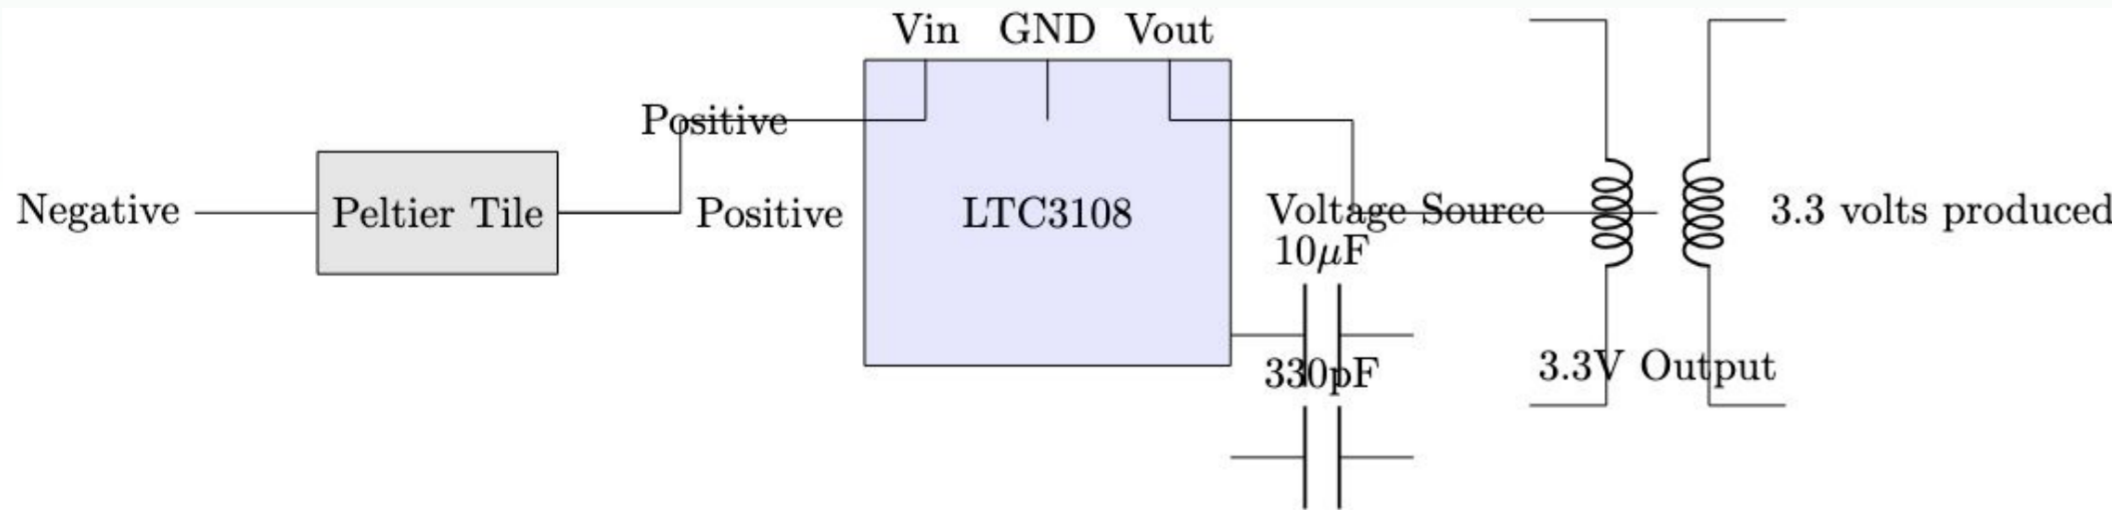 Vin GND Vout
Positive
Negative
Peltier Tile
Positive
LTC3108
Voltage Source
3.3 volts produced
10μF
330pF
3.3V Output